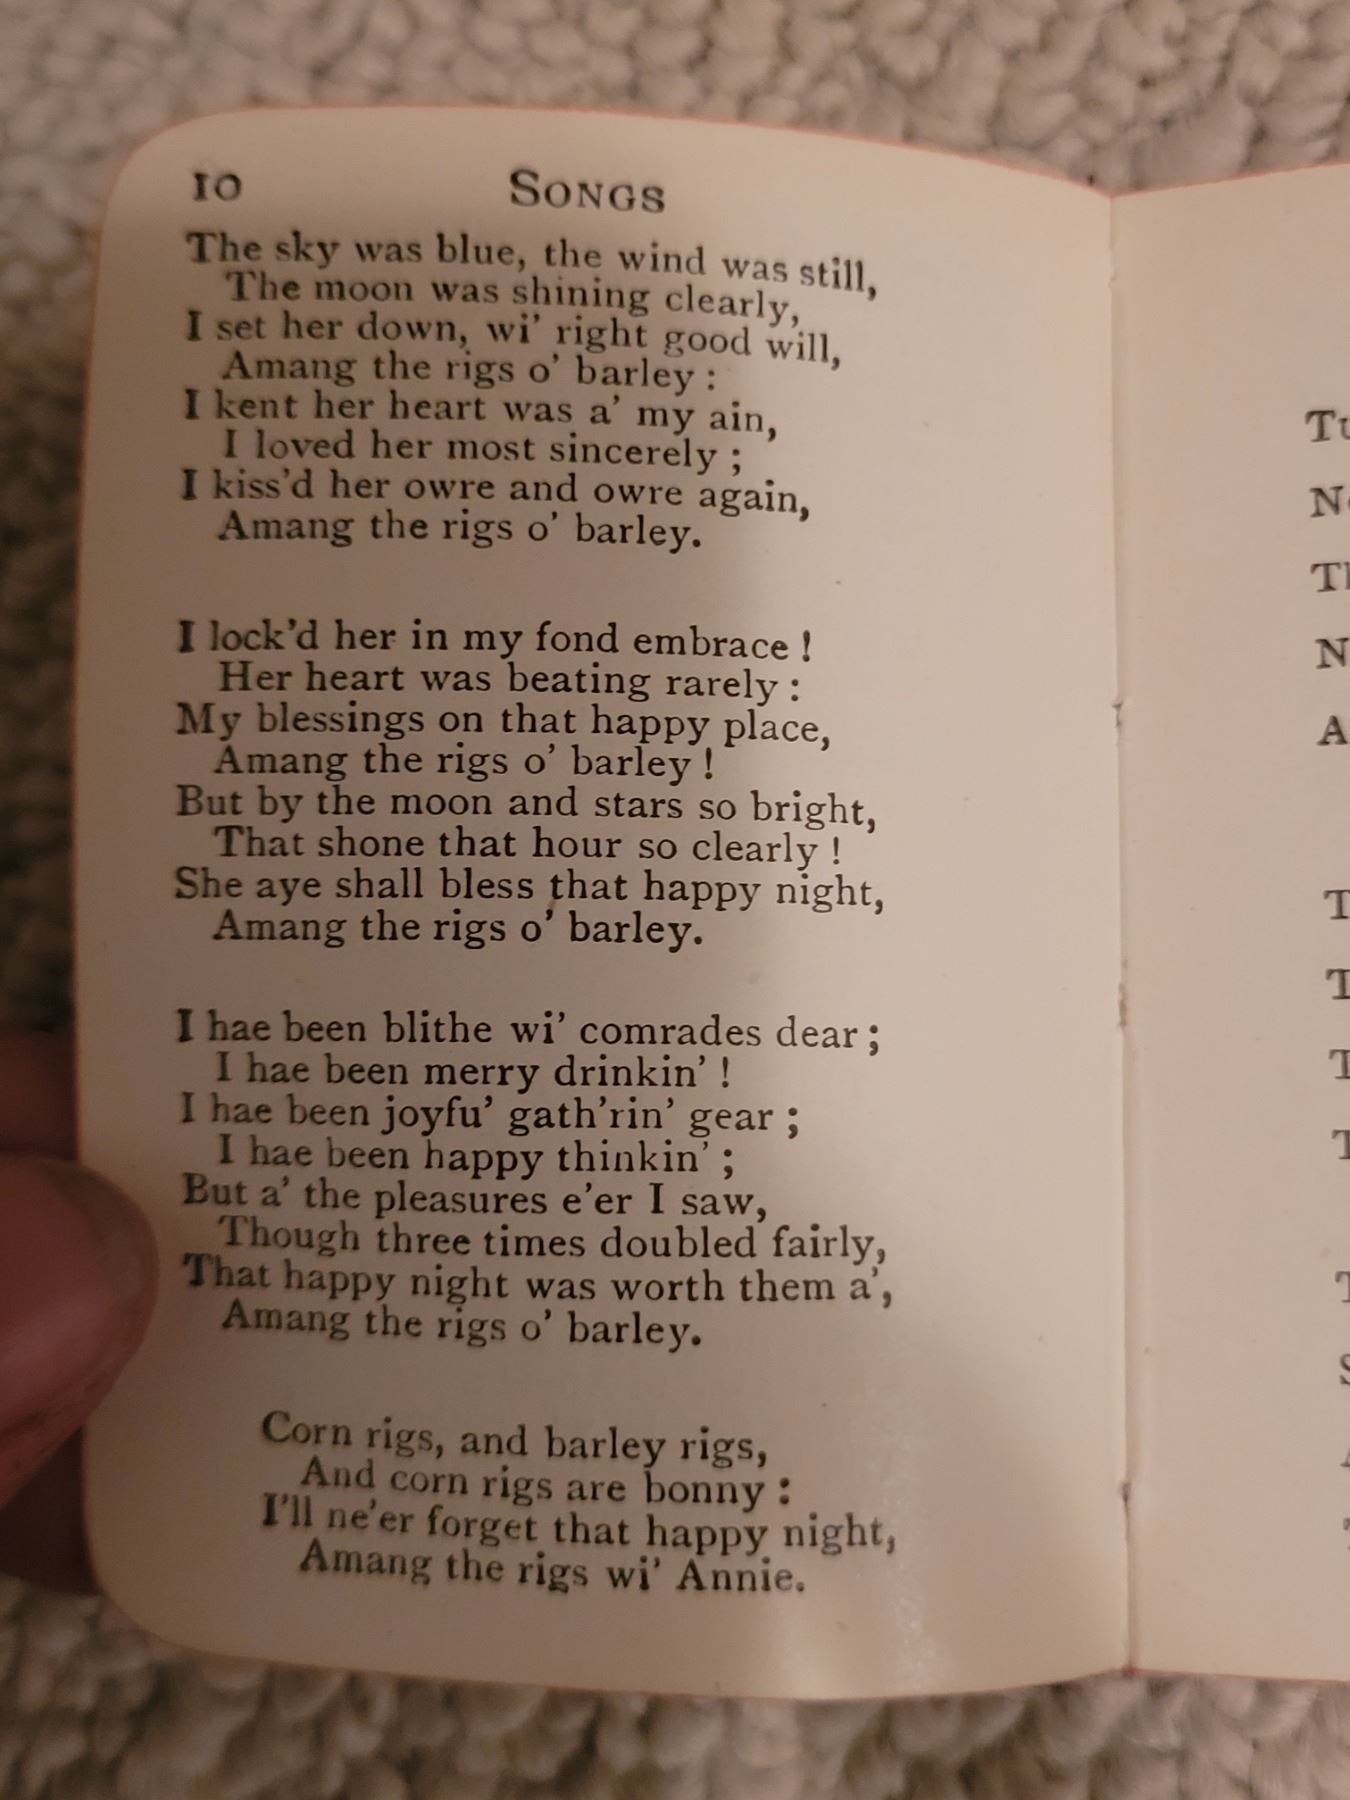 10 SONGS
The sky was blue, the wind was still,
The moon was shining clearly,
I set her down, wi' right good will,
Amang the rigs o' barley :
I kent her heart was a' my ain,
I loved her most sincerely ;
I kiss'd her owre and owre again,
Amang the rigs o' barley.
I lock'd her in my fond embrace !
Her heart was beating rarely :
My blessings on that happy place,
Amang the rigs o' barley !
But by the moon and stars so bright,
That shone that hour so clearly !
She aye shall bless that happy night,
Amang the rigs o' barley.
I hae been blithe wi' comrades dear ;
I hae been merry drinkin' !
I hae been joyfu' gath'rin' gear ;
I hae been happy thinkin' ;
But a' the pleasures e'er I saw,
Though three times doubled fairly,
That happy night was worth them a',
Amang the rigs o' barley.
Corn rigs, and barley rigs,
And corn rigs are bonny :
I'll ne'er forget that happy night,
Amang the rigs wi' Annie.